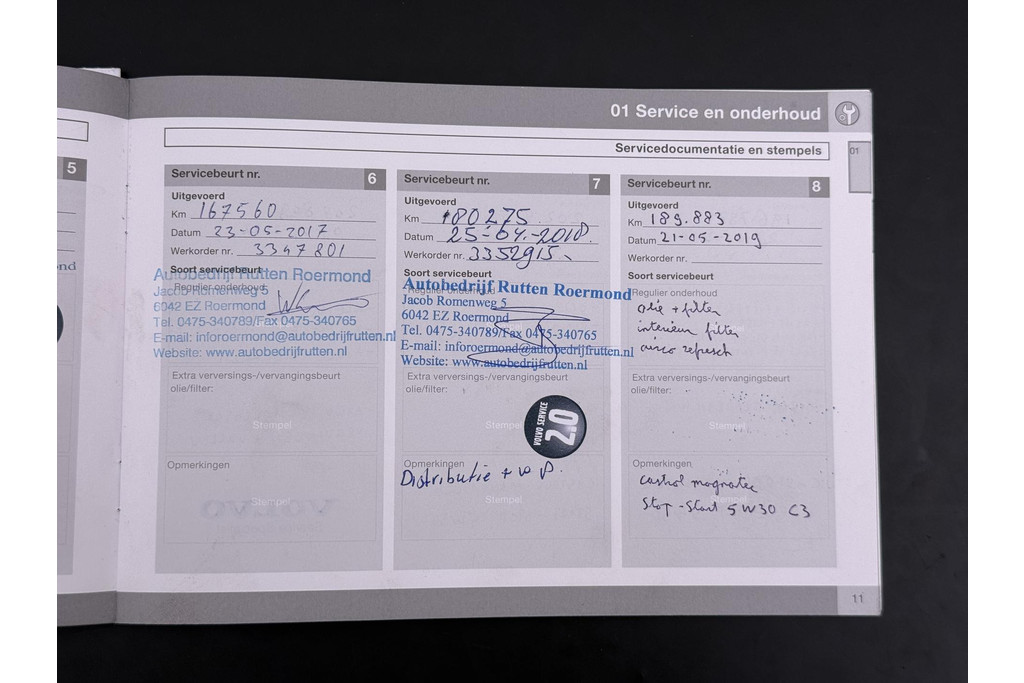 01 Service en onderhoud
Servicedocumentatie en stempels
01
5
nd
Servicebeurt nr. 6
Uitgevoerd
Km 167560
Datum 23-05-2017
Werkorder nr. 3347201
Soort servicebeurt
Autobedrijf Rutten Roermond
Regulier onderhoud
Jacob Romenweg 5
6042 EZ Roermond
Tel. 0475-340789/Fax 0475-340765
E-mail: inforoermond@autobedrijfrutten.nl
Website: www.autobedrijfrutten.nl
Extra verversings-/vervangingsbeurt
olie/filter:
Stempel
Opmerkingen
Stempel
Servicebeurt nr. 7
Uitgevoerd
Km 180275
Datum 25-04-2018.
Werkorder nr. 3352915
Soort servicebeurt
Regulier onderhoud
Autobedrijf Rutten Roermond
Jacob Romenweg 5
6042 EZ Roermond
Tel. 0475-340789/Fax 0475-340765
E-mail: inforoermond@autobedrijfrutten.nl
Website: www.autobedrijfrutten.nl
Extra verversings-/vervangingsbeurt
olie/filter:
Stempel
VOLVO SERVICE
2.0
Opmerkingen
Distributie + w p.
Stempel
Servicebeurt nr. 8
Uitgevoerd
Km 189.883
Datum 21-05-2019
Werkorder nr.
Soort servicebeurt
Regulier onderhoud
olie + filter
interieur filter
airco refresh
Extra verversings-/vervangingsbeurt
olie/filter:
Stempel
Opmerkingen
castrol magnatec
Stempel
Stop-Start 5W30 C3
11